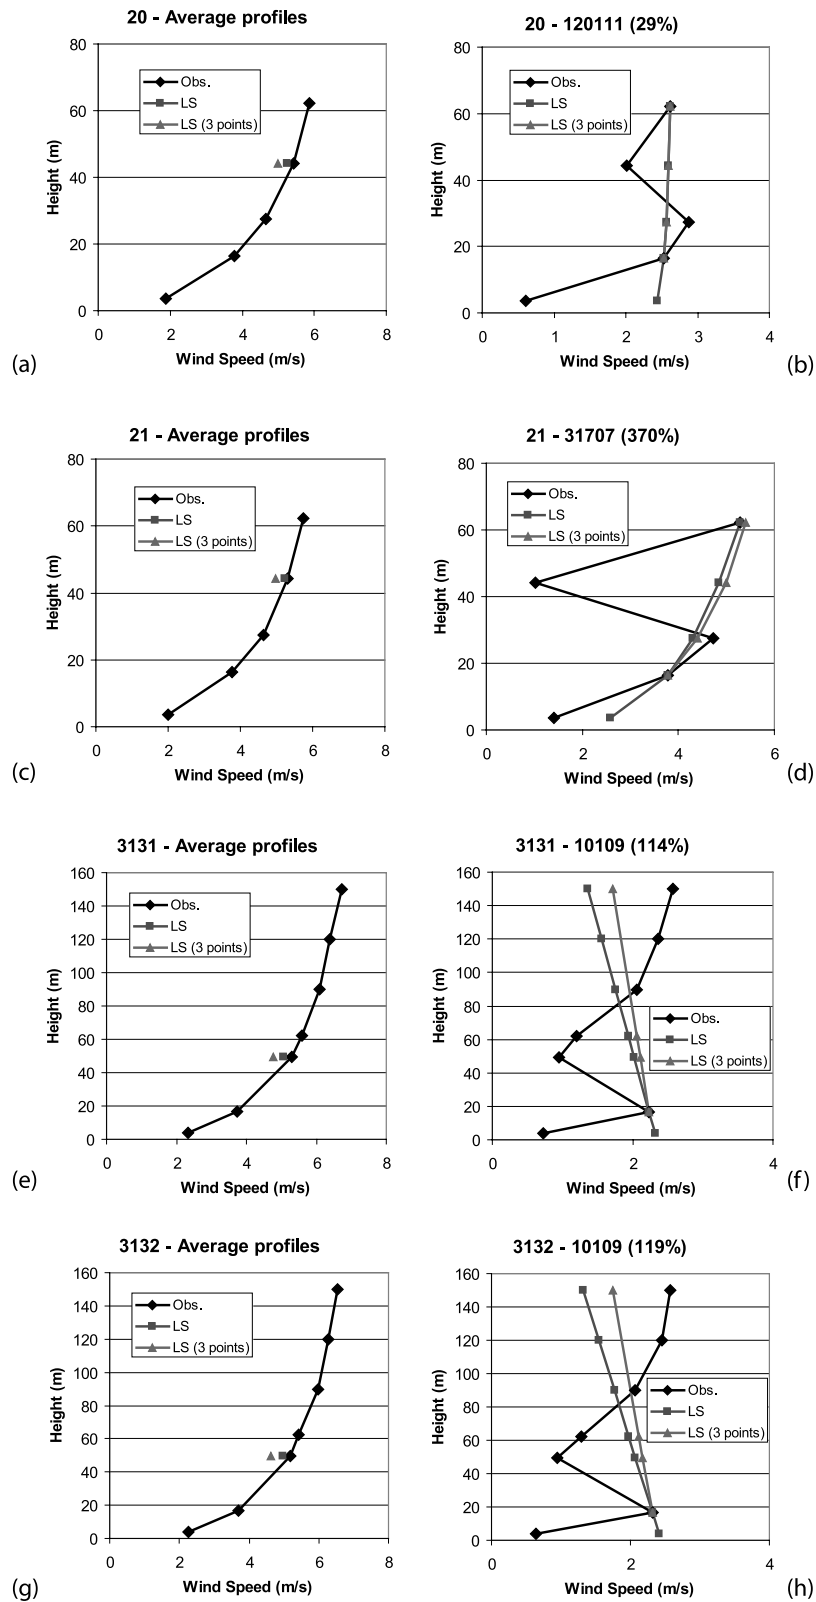 20 - Average profiles
80
60
40
20
0
Height (m)
Obs.
LS
LS (3 points)
0 2 4 6 8
Wind Speed (m/s)
(a)
20 - 120111 (29%)
80
60
40
20
0
Height (m)
Obs.
LS
LS (3 points)
0 1 2 3 4
Wind Speed (m/s)
(b)
21 - Average profiles
80
60
40
20
0
Height (m)
Obs.
LS
LS (3 points)
0 2 4 6 8
Wind Speed (m/s)
(c)
21 - 31707 (370%)
80
60
40
20
0
Height (m)
Obs.
LS
LS (3 points)
0 2 4 6
Wind Speed (m/s)
(d)
3131 - Average profiles
160
140
120
100
80
60
40
20
0
Height (m)
Obs.
LS
LS (3 points)
0 2 4 6 8
Wind Speed (m/s)
(e)
3131 - 10109 (114%)
160
140
120
100
80
60
40
20
0
Height (m)
Obs.
LS
LS (3 points)
0 2 4
Wind Speed (m/s)
(f)
3132 - Average profiles
160
140
120
100
80
60
40
20
0
Height (m)
Obs.
LS
LS (3 points)
0 2 4 6 8
Wind Speed (m/s)
(g)
3132 - 10109 (119%)
160
140
120
100
80
60
40
20
0
Height (m)
Obs.
LS
LS (3 points)
0 2 4
Wind Speed (m/s)
(h)